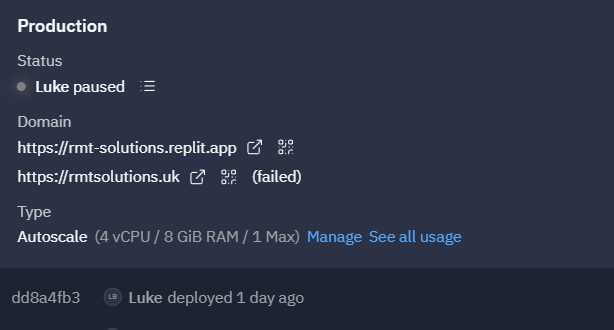 Production
Status
Luke paused
Domain
https://rmt-solutions.replit.app
https://rmtsolutions.uk (failed)
Type
Autoscale (4 vCPU / 8 GiB RAM / 1 Max) Manage See all usage
dd8a4fb3 LB Luke deployed 1 day ago